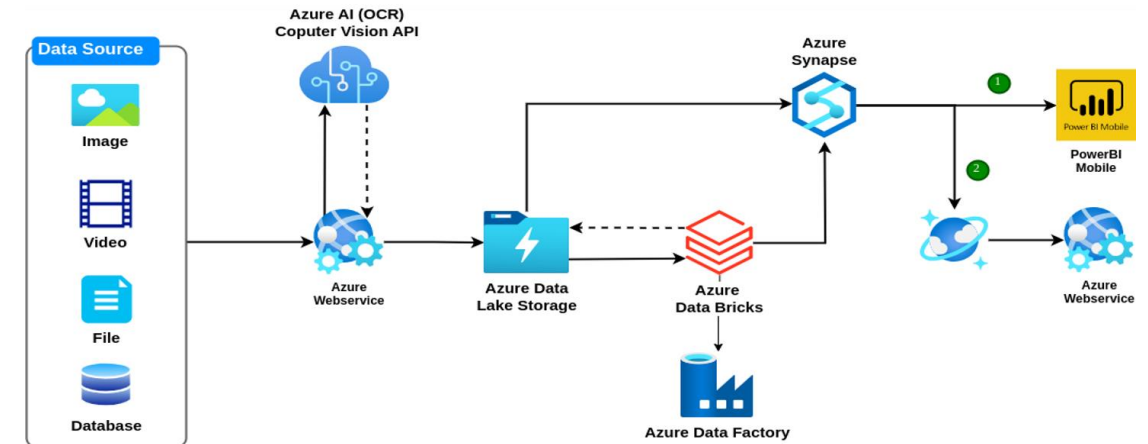 Data Source
Image
Video
File
Database
Azure AI (OCR)
Coputer Vision API
Azure
Webservice
Azure Data
Lake Storage
Azure
Data Bricks
Azure Data Factory
Azure
Synapse
1
Power BI Mobile
PowerBI
Mobile
2
Azure
Webservice